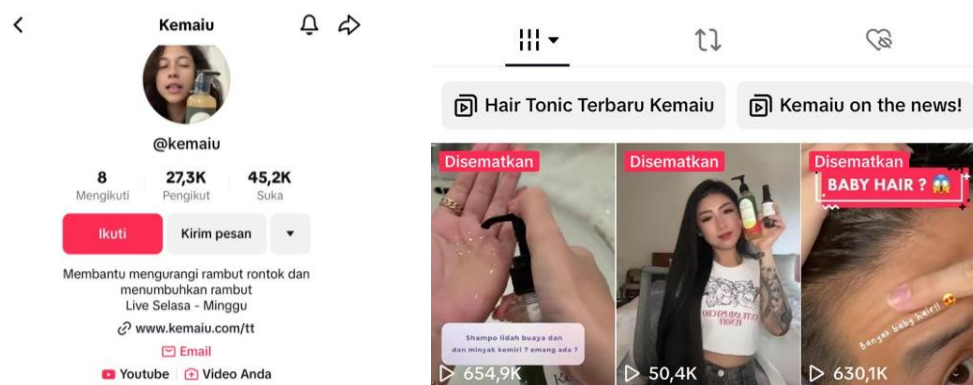 Kemaiu
@kemaiu
8 27,3K 45,2K
Mengikuti Pengikut Suka
Ikuti Kirim pesan
Membantu mengurangi rambut rontok dan
menumbuhkan rambut
Live Selasa - Minggu
www.kemaiu.com/tt
Email
Youtube Video Anda
Hair Tonic Terbaru Kemaiu
Kemaiu on the news!
Disematkan
Shampo lidah buaya dan
dan minyak kemiri ? emang ada ?
654,9K
Disematkan
50,4K
Disematkan
BABY HAIR ? 😱
Banyak baby hair!! 😍
630,1K